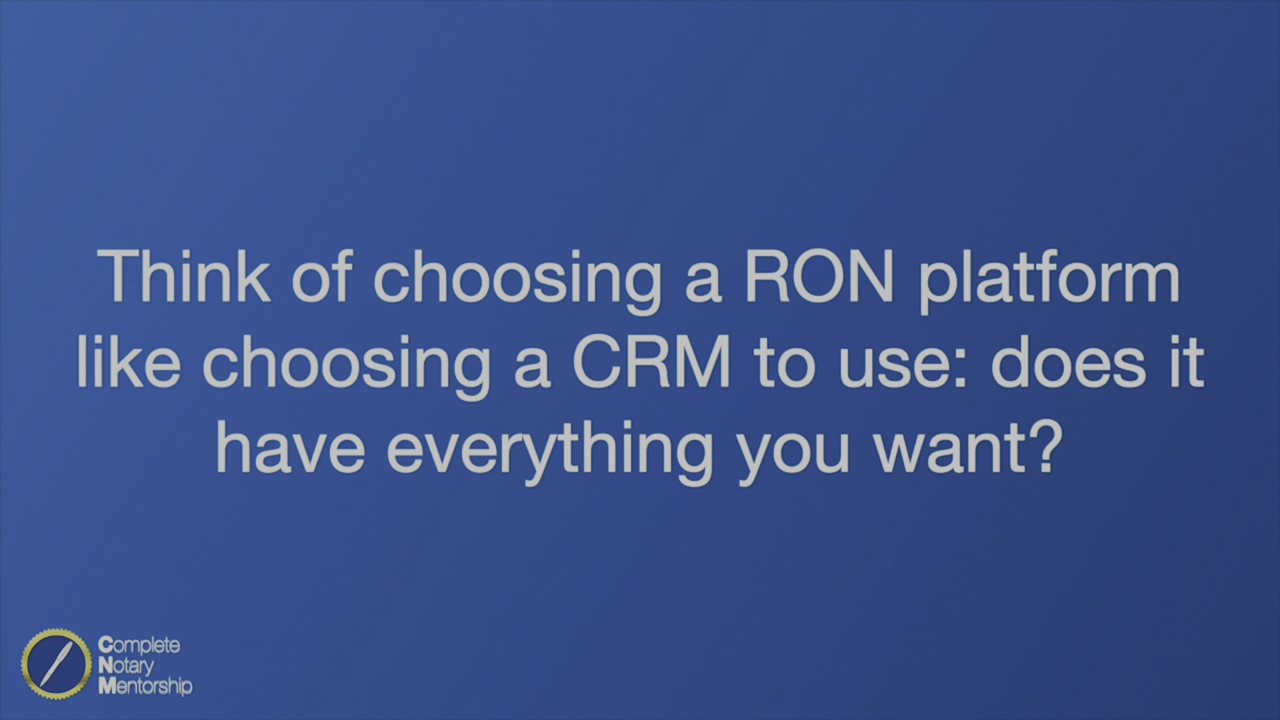 Think of choosing a RON platform
like choosing a CRM to use: does it
have everything you want?
Complete
Notary
Mentorship